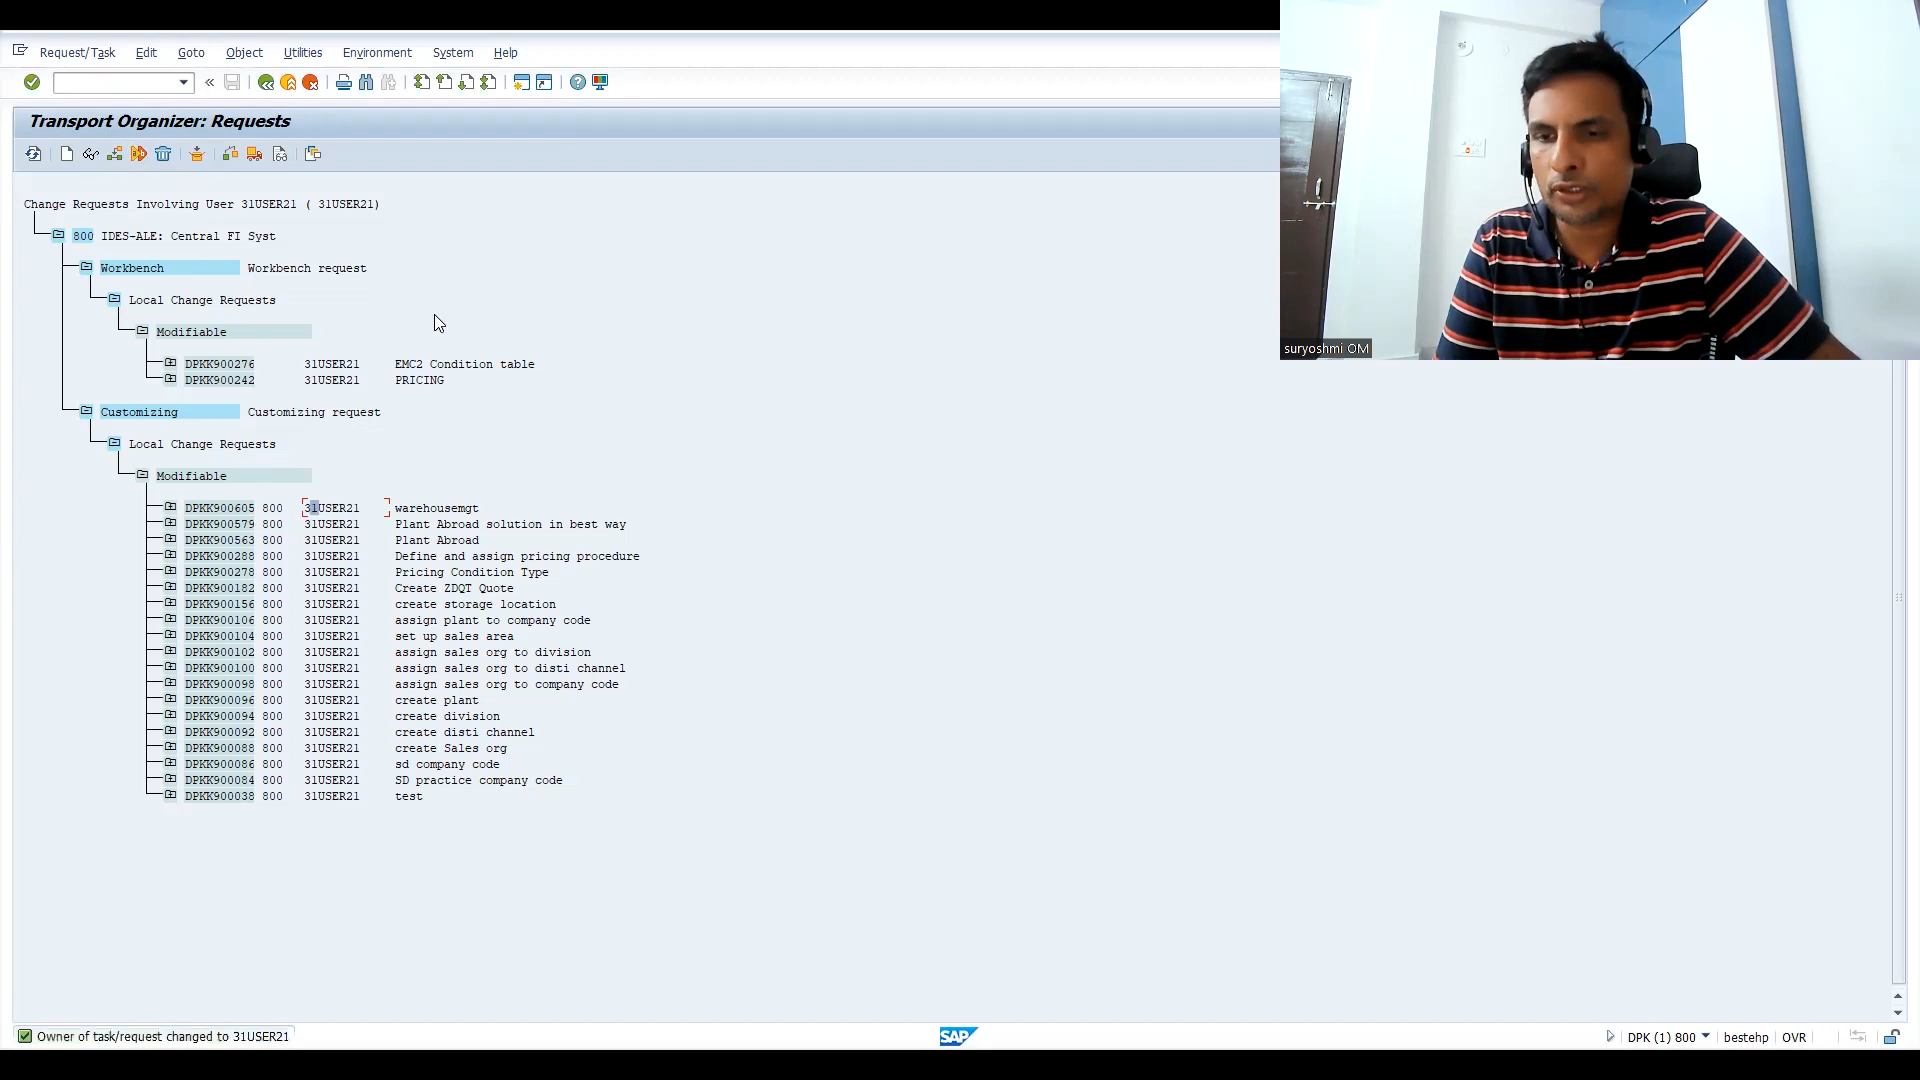 Request/Task Edit Goto Object Utilities Environment System Help
Transport Organizer: Requests
Change Requests Involving User 31USER21 ( 31USER21)
800 IDES-ALE: Central FI Syst
Workbench Workbench request
Local Change Requests
Modifiable
DPKK900276 31USER21 EMC2 Condition table
DPKK900242 31USER21 PRICING
Customizing Customizing request
Local Change Requests
Modifiable
DPKK900605 800 31USER21 warehousemgt
DPKK900579 800 31USER21 Plant Abroad solution in best way
DPKK900563 800 31USER21 Plant Abroad
DPKK900288 800 31USER21 Define and assign pricing procedure
DPKK900278 800 31USER21 Pricing Condition Type
DPKK900182 800 31USER21 Create ZDQT Quote
DPKK900156 800 31USER21 create storage location
DPKK900106 800 31USER21 assign plant to company code
DPKK900104 800 31USER21 set up sales area
DPKK900102 800 31USER21 assign sales org to division
DPKK900100 800 31USER21 assign sales org to disti channel
DPKK900098 800 31USER21 assign sales org to company code
DPKK900096 800 31USER21 create plant
DPKK900094 800 31USER21 create division
DPKK900092 800 31USER21 create disti channel
DPKK900088 800 31USER21 create Sales org
DPKK900086 800 31USER21 sd company code
DPKK900084 800 31USER21 SD practice company code
DPKK900038 800 31USER21 test
suryoshmi OM
Owner of task/request changed to 31USER21
SAP
DPK (1) 800 bestehp OVR